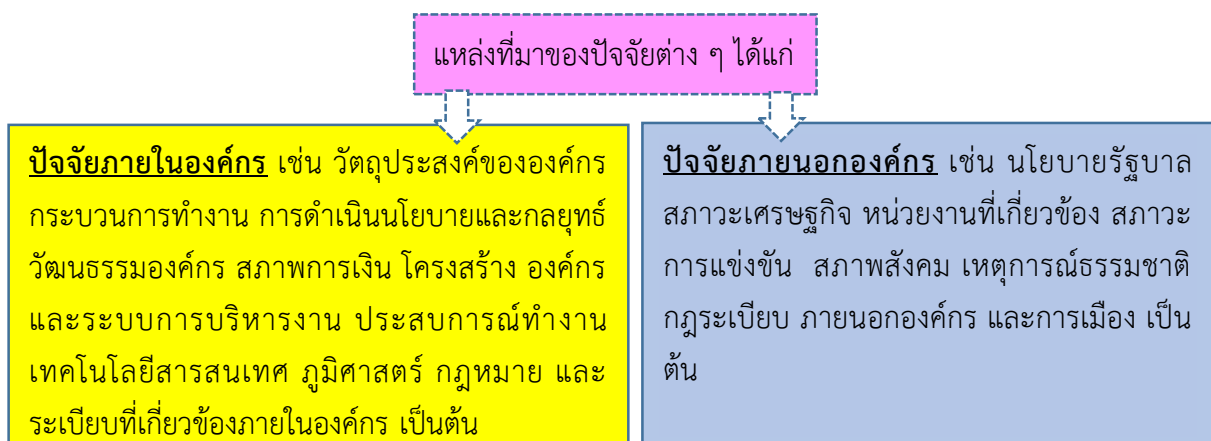 แหล่งที่มาของปัจจัยต่าง ๆ ได้แก่
ปัจจัยภายในองค์กร เช่น วัตถุประสงค์ขององค์กร
กระบวนการทำงาน การดำเนินนโยบายและกลยุทธ์
วัฒนธรรมองค์กร สภาพการเงิน โครงสร้าง องค์กร
และระบบการบริหารงาน ประสบการณ์ทำงาน
เทคโนโลยีสารสนเทศ ภูมิศาสตร์ กฎหมาย และ
ระเบียบที่เกี่ยวข้องภายในองค์กร เป็นต้น
ปัจจัยภายนอกองค์กร เช่น นโยบายรัฐบาล
สภาวะเศรษฐกิจ หน่วยงานที่เกี่ยวข้อง สภาวะ
การแข่งขัน สภาพสังคม เหตุการณ์ธรรมชาติ
กฎระเบียบ ภายนอกองค์กร และการเมือง เป็น
ต้น